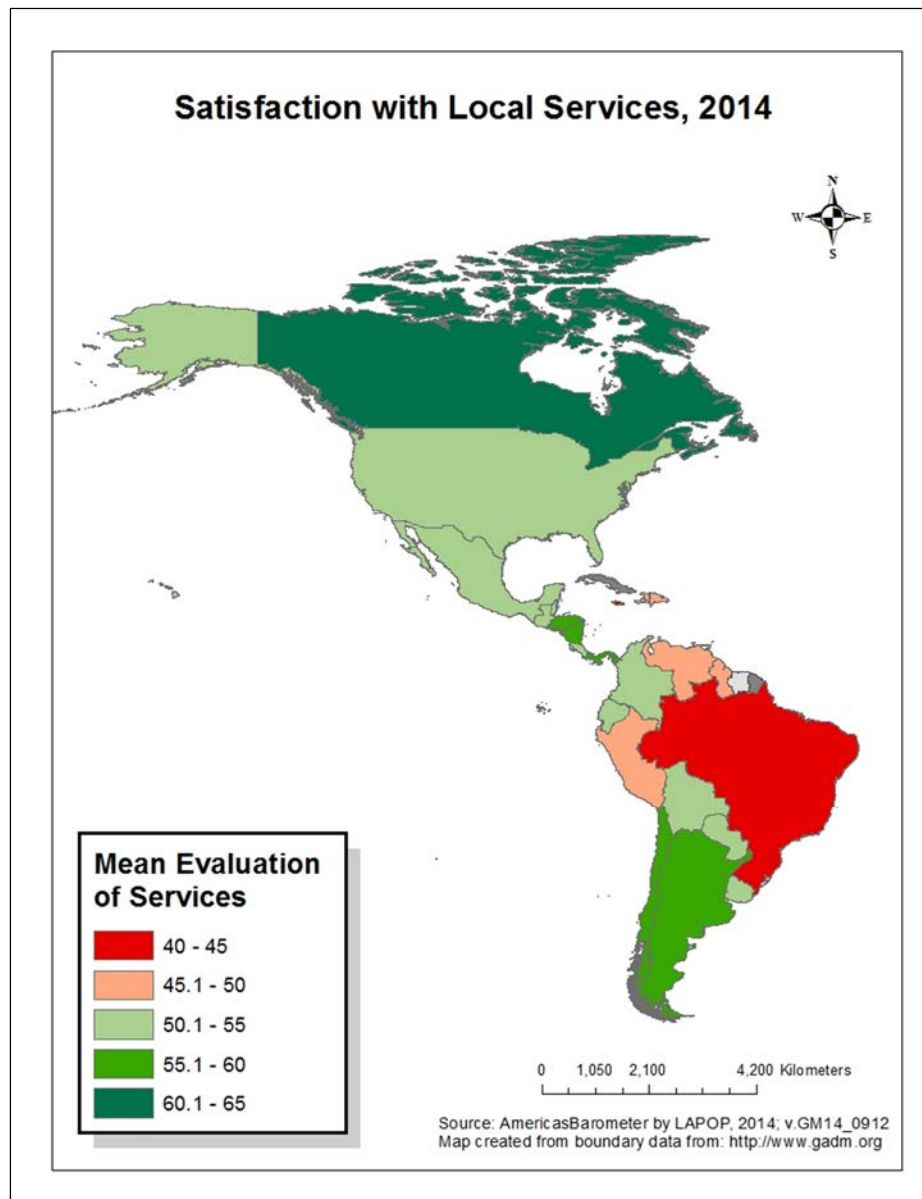 Satisfaction with Local Services, 2014
N
W E
S
Mean Evaluation
of Services
40 - 45
45.1 - 50
50.1 - 55
55.1 - 60
60.1 - 65
0 1,050 2,100 4,200 Kilometers
Source: AmericasBarometer by LAPOP, 2014; v.GM14_0912
Map created from boundary data from: http://www.gadm.org